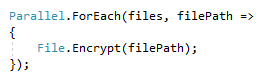 Parallel.ForEach(files, filePath =>
{
    File.Encrypt(filePath);
});